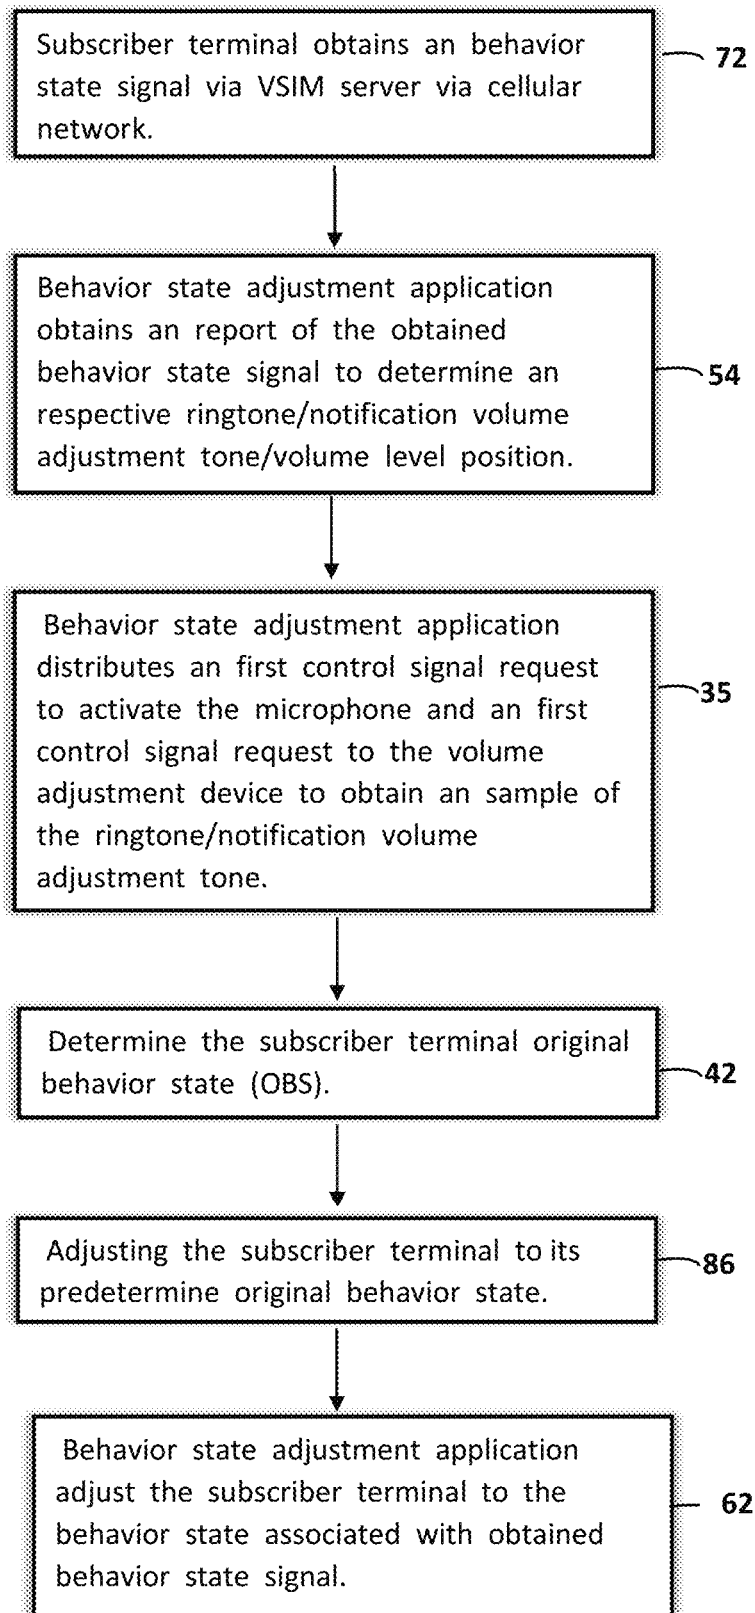 Subscriber terminal obtains an behavior
state signal via VSIM server via cellular
network.
72
Behavior state adjustment application
obtains an report of the obtained
behavior state signal to determine an
respective ringtone/notification volume
adjustment tone/volume level position.
54
Behavior state adjustment application
distributes an first control signal request
to activate the microphone and an first
control signal request to the volume
adjustment device to obtain an sample of
the ringtone/notification volume
adjustment tone.
35
Determine the subscriber terminal original
behavior state (OBS).
42
Adjusting the subscriber terminal to its
predetermine original behavior state.
86
Behavior state adjustment application
adjust the subscriber terminal to the
behavior state associated with obtained
behavior state signal.
62